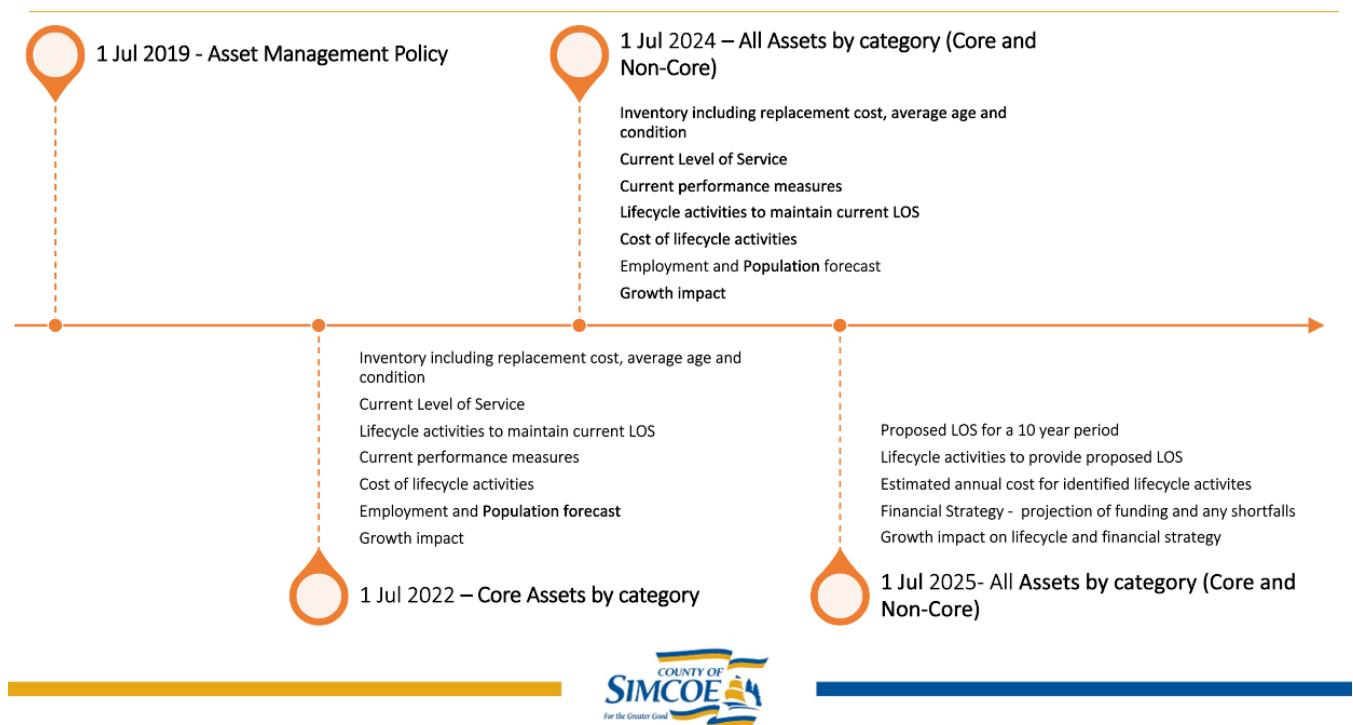 1 Jul 2019 - Asset Management Policy
1 Jul 2024 – All Assets by category (Core and
Non-Core)
Inventory including replacement cost, average age and
condition
Current Level of Service
Current performance measures
Lifecycle activities to maintain current LOS
Cost of lifecycle activities
Employment and Population forecast
Growth impact
Inventory including replacement cost, average age and
condition
Current Level of Service
Lifecycle activities to maintain current LOS
Current performance measures
Cost of lifecycle activities
Employment and Population forecast
Growth impact
1 Jul 2022 – Core Assets by category
Proposed LOS for a 10 year period
Lifecycle activities to provide proposed LOS
Estimated annual cost for identified lifecycle activites
Financial Strategy - projection of funding and any shortfalls
Growth impact on lifecycle and financial strategy
1 Jul 2025- All Assets by category (Core and
Non-Core)
COUNTY OF
SIMCOE
For the Greater Good